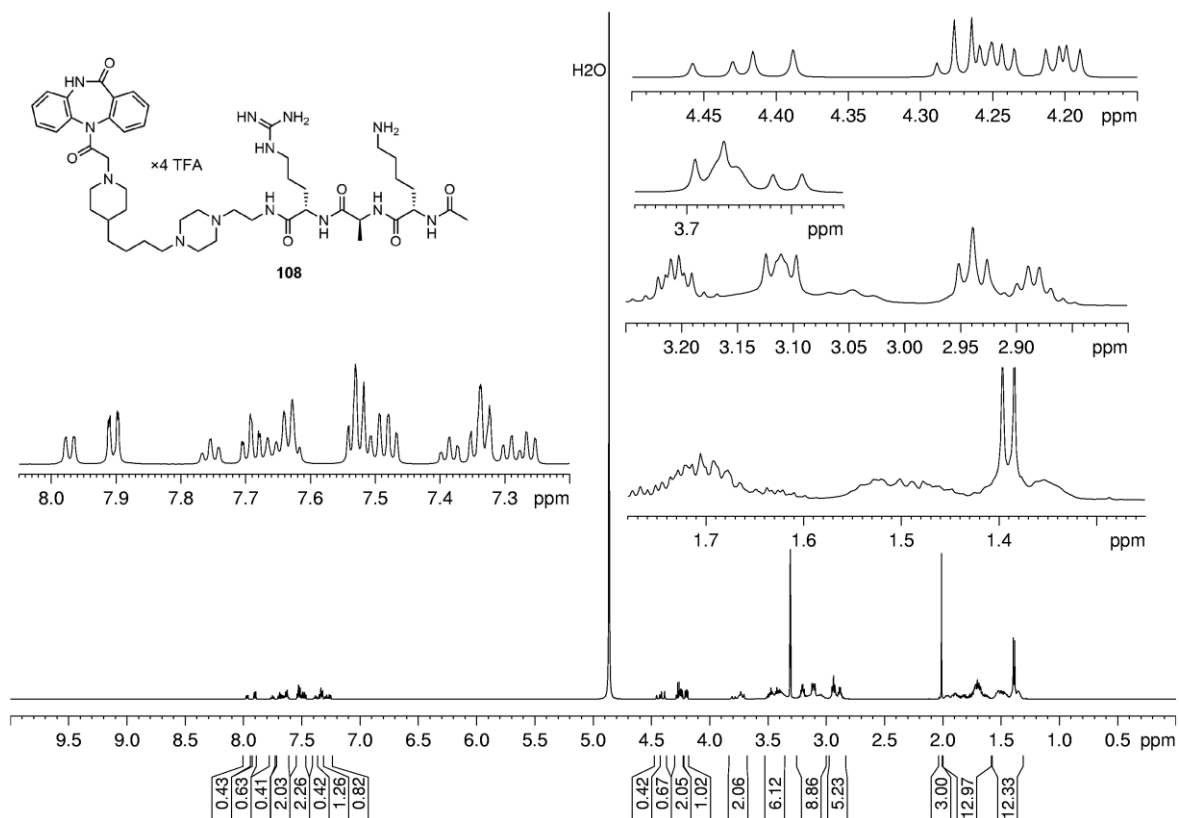 O
NH
N
O
N
×4 TFA
HN
NH2
HN
NH2
N
N
H
N
O
N
H
O
H
N
O
N
H
O
108
H2O
4.45 4.40 4.35 4.30 4.25 4.20 ppm
3.7 ppm
3.20 3.15 3.10 3.05 3.00 2.95 2.90 ppm
8.0 7.9 7.8 7.7 7.6 7.5 7.4 7.3 ppm
1.7 1.6 1.5 1.4 ppm
9.5 9.0 8.5 8.0 7.5 7.0 6.5 6.0 5.5 5.0 4.5 4.0 3.5 3.0 2.5 2.0 1.5 1.0 ppm
0.43 0.63 0.41 2.03 2.26 0.42 1.26 0.82 0.42 0.67 2.05 1.02 2.06 6.12 8.86 5.23 3.00 12.97 12.33